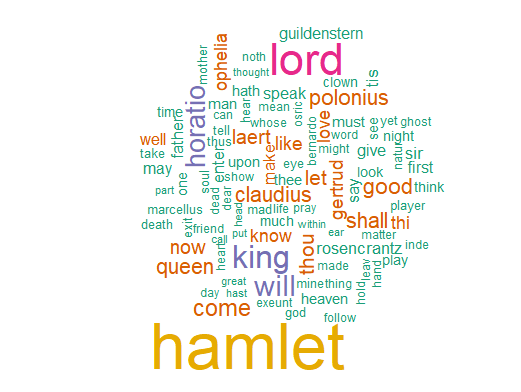 guildenstern
lord
ophelia
mother
noth
thought
tis
clown
hath
speak
polonius
horatio
man
hear
mean
osric
time
can
whose
love
must
see
yet
ghost
tell
bernardo
word
night
well
father
thus
laert
like
might
natur
give
sir
take
enter
upon
make
eye
look
first
may
one
show
thee
let
gertrud
say
good
think
part
soul
dead
dear
claudius
marcellus
head
mad
life
pray
player
death
exit
friend
much
within
shall
thi
call
put
know
ear
matter
now
heart
king
thou
rosencrantz
inde
queen
great
will
made
play
leav
hand
mine
thing
day
hast
heaven
hold
come
exeunt
god
follow
hamlet